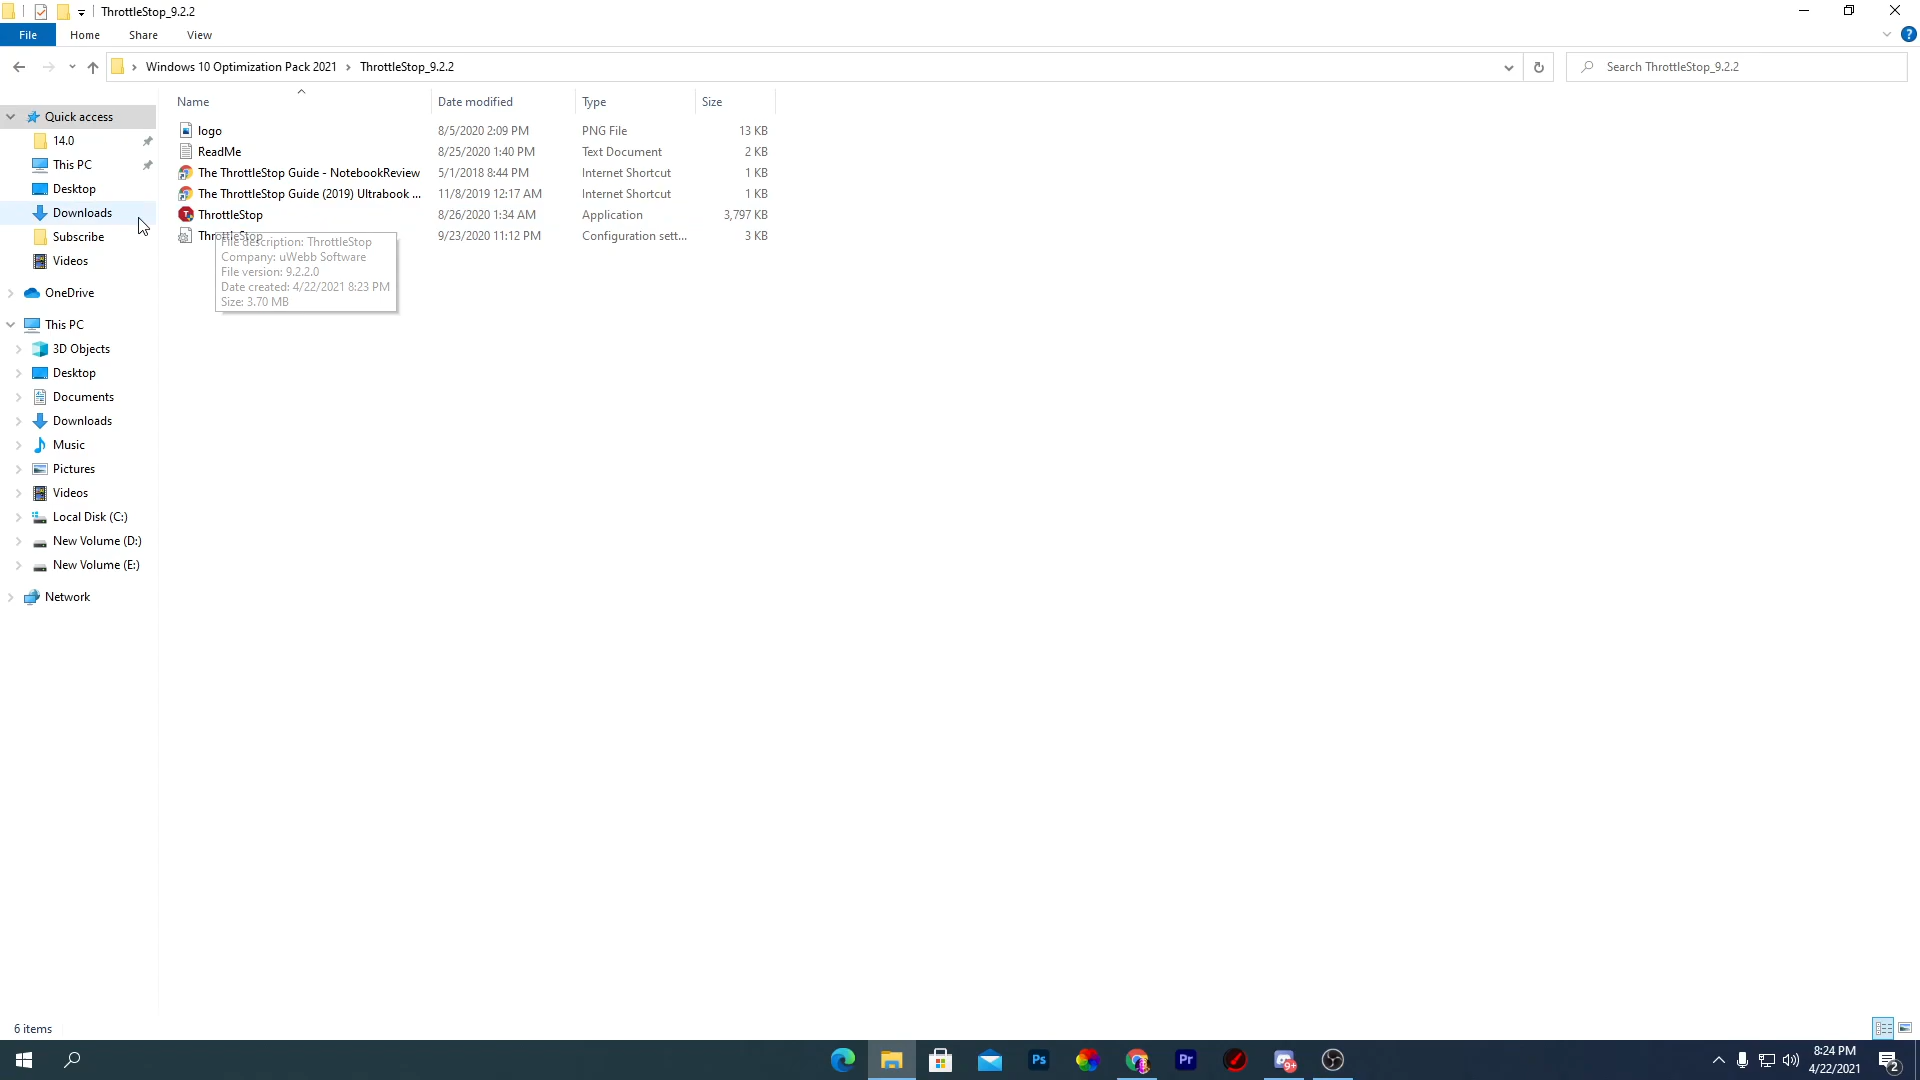 ThrottleStop_9.2.2
File Home Share View
Windows 10 Optimization Pack 2021 ThrottleStop_9.2.2
Search ThrottleStop_9.2.2
Name Date modified Type Size
Quick access
14.0
This PC
Desktop
Downloads
Subscribe
Videos
OneDrive
This PC
3D Objects
Desktop
Documents
Downloads
Music
Pictures
Videos
Local Disk (C:)
New Volume (D:)
New Volume (E:)
Network
logo 8/5/2020 2:09 PM PNG File 13 KB
ReadMe 8/25/2020 1:40 PM Text Document 2 KB
The ThrottleStop Guide - NotebookReview 5/1/2018 8:44 PM Internet Shortcut 1 KB
The ThrottleStop Guide (2019) Ultrabook ... 11/8/2019 12:17 AM Internet Shortcut 1 KB
ThrottleStop 8/26/2020 1:34 AM Application 3,797 KB
ThrottleStop 9/23/2020 11:12 PM Configuration sett... 3 KB
File description: ThrottleStop
Company: uWebb Software
File version: 9.2.2.0
Date created: 4/22/2021 8:23 PM
Size: 3.70 MB
6 items
Ps
Pr
9+
8:24 PM
4/22/2021
2